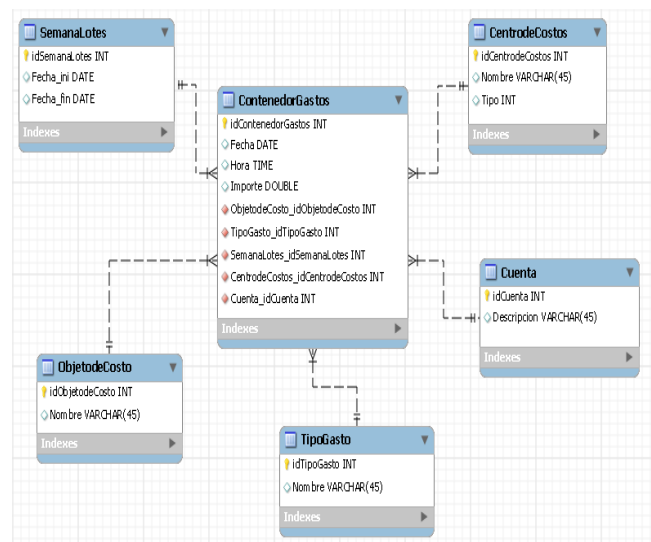 SemanaLotes
idSemanaLotes INT
Fecha_ini DATE
Fecha_fin DATE
Indexes
CentrodeCostos
idCentrodeCostos INT
Nombre VARCHAR(45)
Tipo INT
Indexes
ContenedorGastos
idContenedorGastos INT
Fecha DATE
Hora TIME
Importe DOUBLE
ObjetodeCosto_idObjetodeCosto INT
TipoGasto_idTipoGasto INT
SemanaLotes_idSemanaLotes INT
CentrodeCostos_idCentrodeCostos INT
Cuenta_idCuenta INT
Indexes
Cuenta
idCuenta INT
Descripcion VARCHAR(45)
Indexes
ObjetodeCosto
idObjetodeCosto INT
Nombre VARCHAR(45)
Indexes
TipoGasto
idTipoGasto INT
Nombre VARCHAR(45)
Indexes